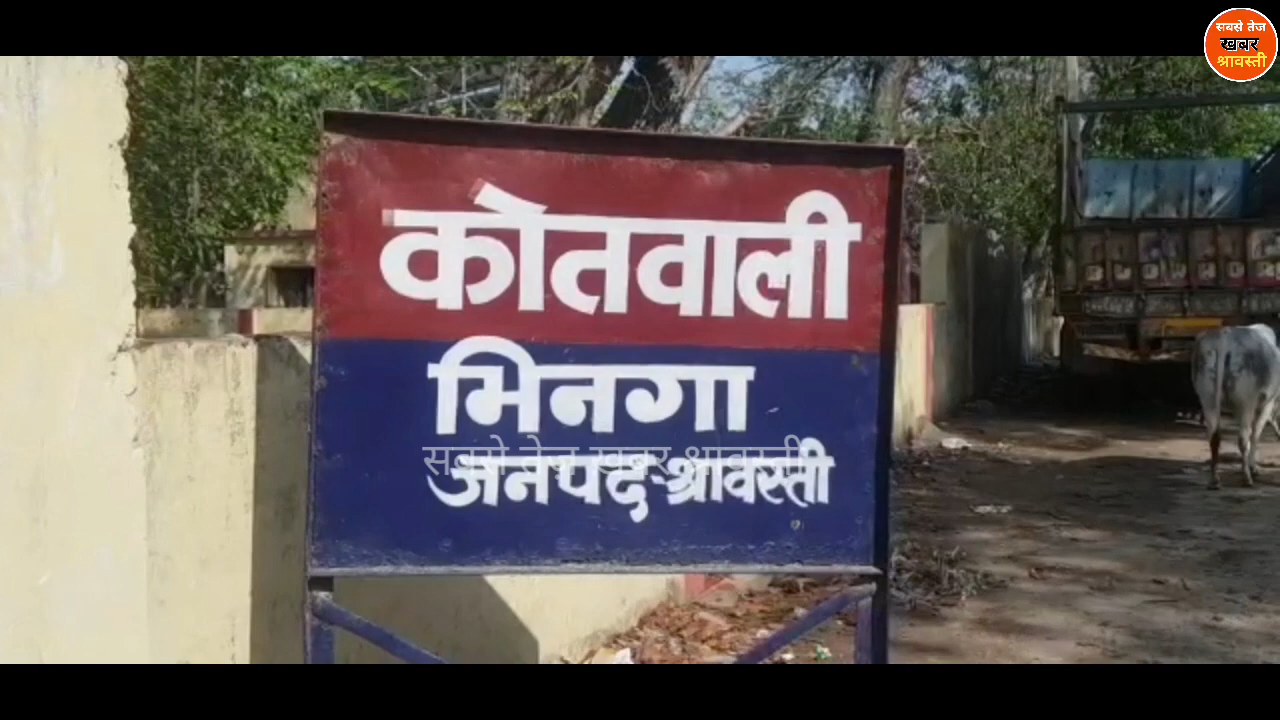 सबसे तेज
खबर
श्रावस्ती
कोतवाली
भिनगा
सबसे तेज खबर श्रावस्ती
जनपद-श्रावस्ती